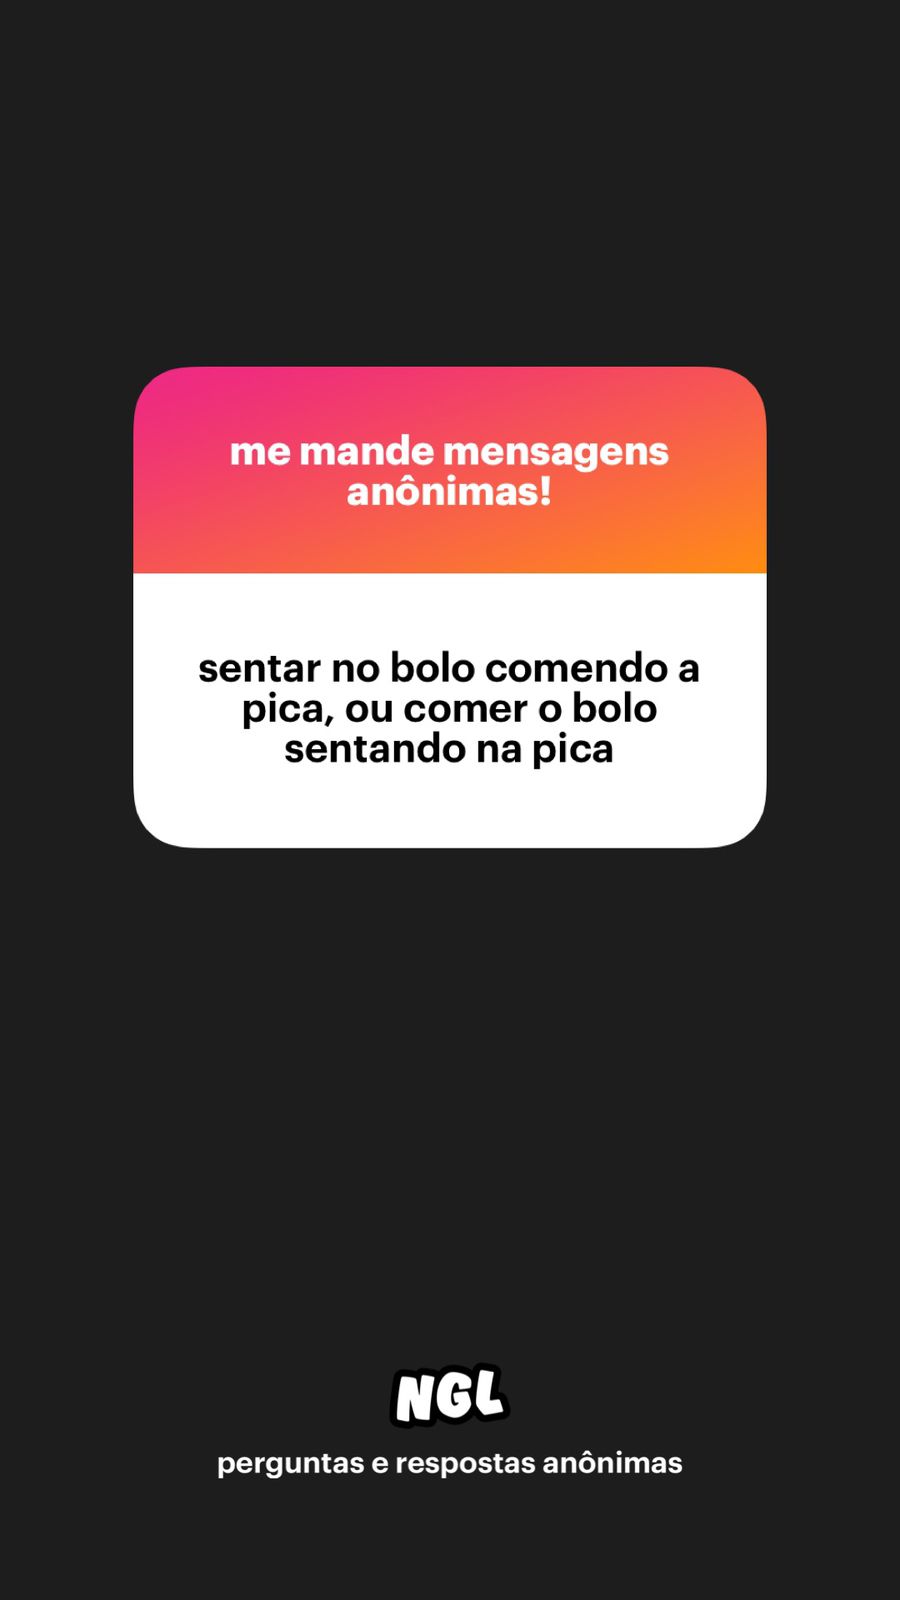 me mande mensagens
anônimas!
sentar no bolo comendo a
pica, ou comer o bolo
sentando na pica
NGL
perguntas e respostas anônimas